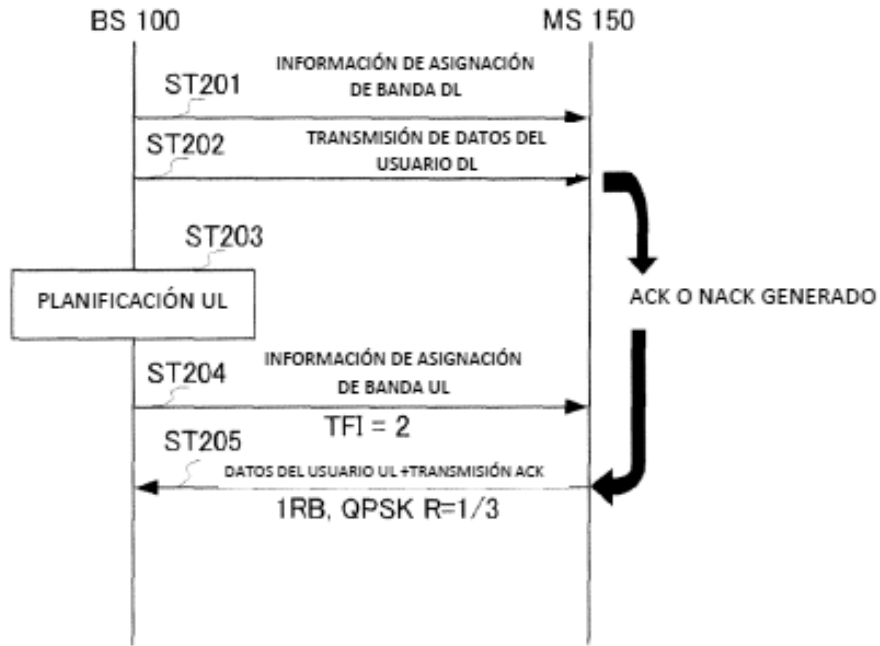 BS 100
MS 150
INFORMACIÓN DE ASIGNACIÓN
DE BANDA DL
ST201
TRANSMISIÓN DE DATOS DEL
USUARIO DL
ST202
ST203
PLANIFICACIÓN UL
ACK O NACK GENERADO
INFORMACIÓN DE ASIGNACIÓN
DE BANDA UL
ST204
TFI = 2
ST205
DATOS DEL USUARIO UL +TRANSMISIÓN ACK
1RB, QPSK R=1/3